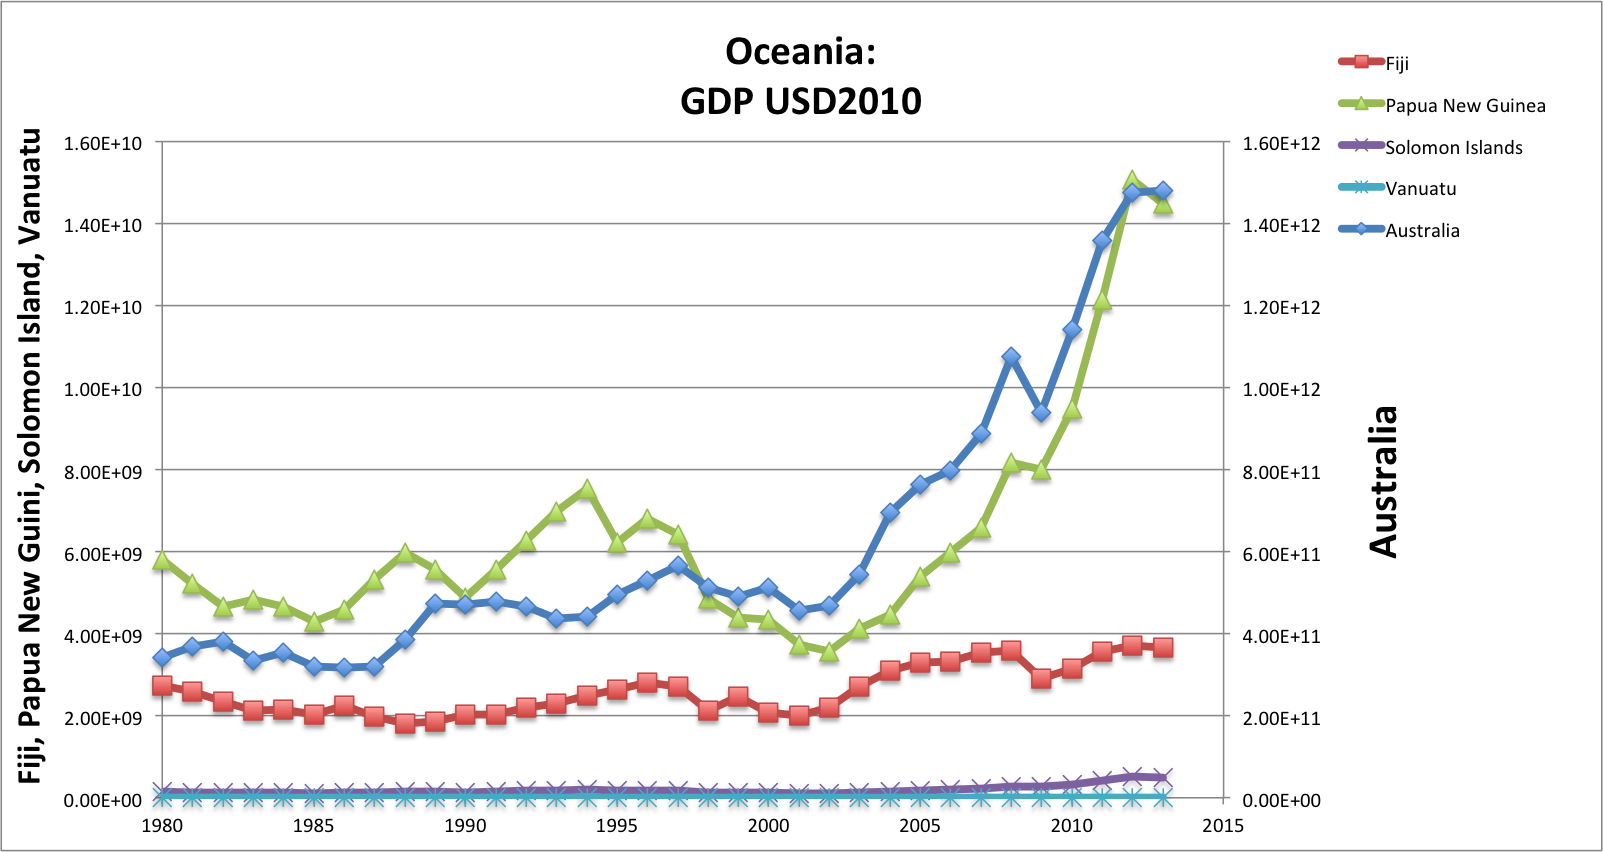 Oceania:
GDP USD2010
Fiji, Papua New Guini, Solomon Island, Vanuatu
1.60E+10
1.40E+10
1.20E+10
1.00E+10
8.00E+09
6.00E+09
4.00E+09
2.00E+09
0.00E+00
1980
1985
1990
1995
2000
2005
2010
2015
1.60E+12
1.40E+12
1.20E+12
1.00E+12
8.00E+11
6.00E+11
4.00E+11
2.00E+11
0.00E+00
Australia
Fiji
Papua New Guinea
Solomon Islands
Vanuatu
Australia